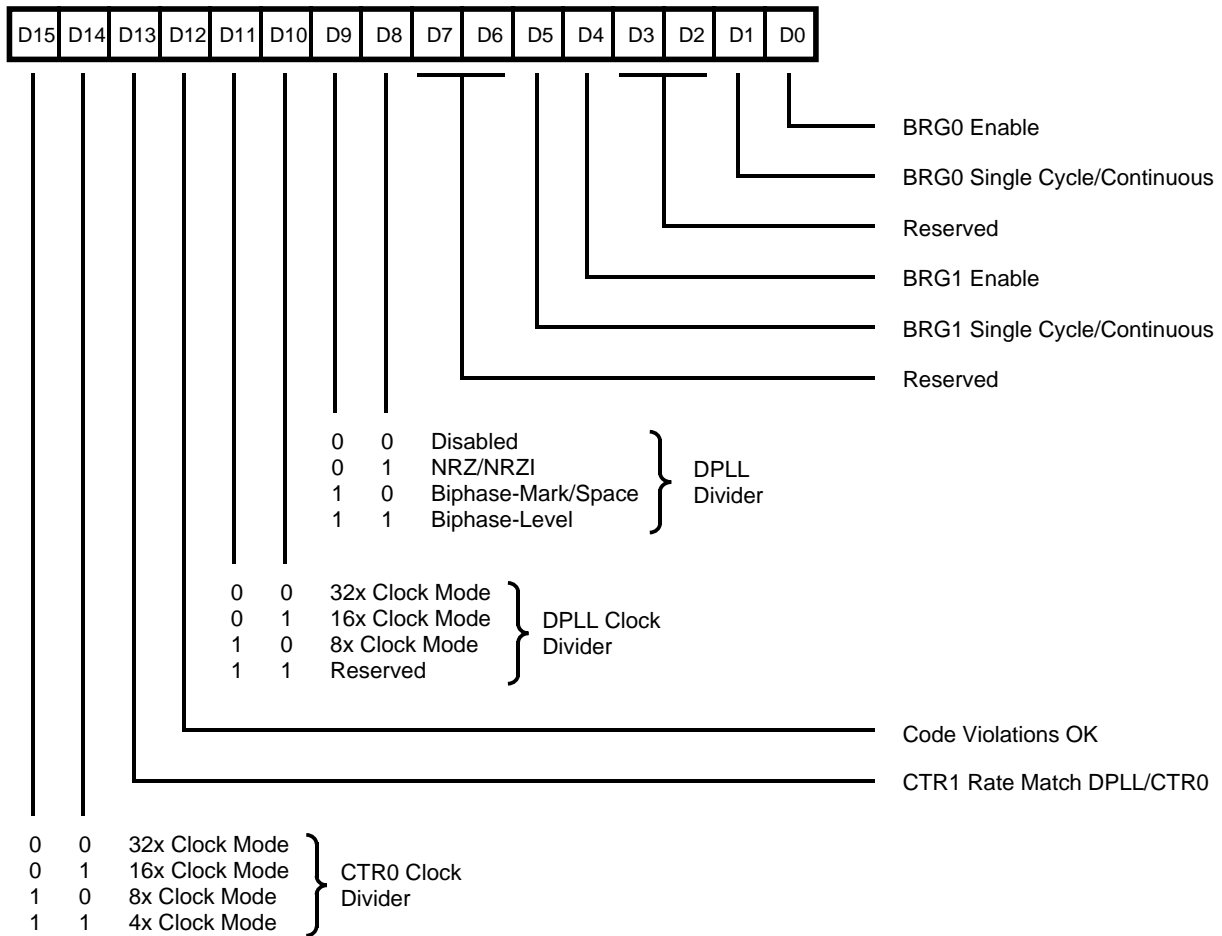 D15 D14 D13 D12 D11 D10 D9 D8 D7 D6 D5 D4 D3 D2 D1 D0
BRG0 Enable
BRG0 Single Cycle/Continuous
Reserved
BRG1 Enable
BRG1 Single Cycle/Continuous
Reserved
0 0 Disabled
0 1 NRZ/NRZI
1 0 Biphase-Mark/Space
1 1 Biphase-Level
DPLL
Divider
0 0 32x Clock Mode
0 1 16x Clock Mode
1 0 8x Clock Mode
1 1 Reserved
DPLL Clock
Divider
Code Violations OK
CTR1 Rate Match DPLL/CTR0
0 0 32x Clock Mode
0 1 16x Clock Mode
1 0 8x Clock Mode
1 1 4x Clock Mode
CTR0 Clock
Divider